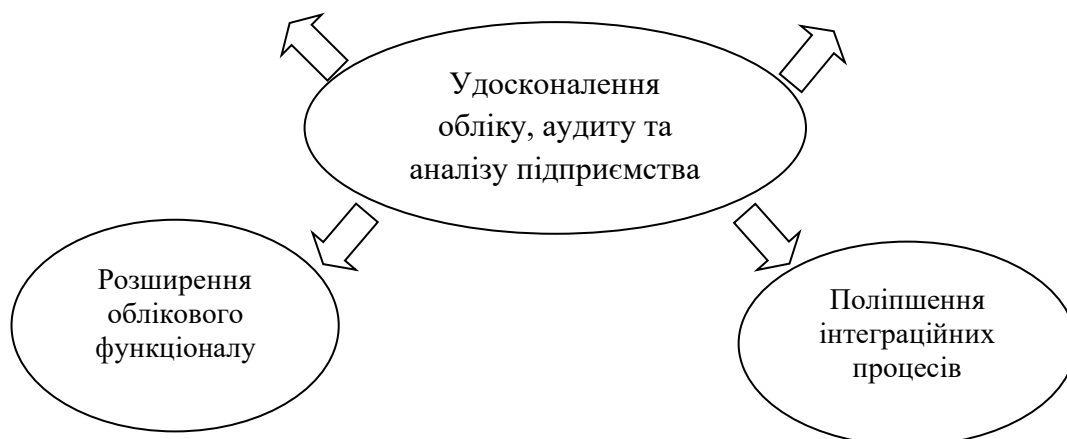 Удосконалення
обліку, аудиту та
аналізу підприємства
Розширення
облікового
функціоналу
Поліпшення
інтеграційних
процесів